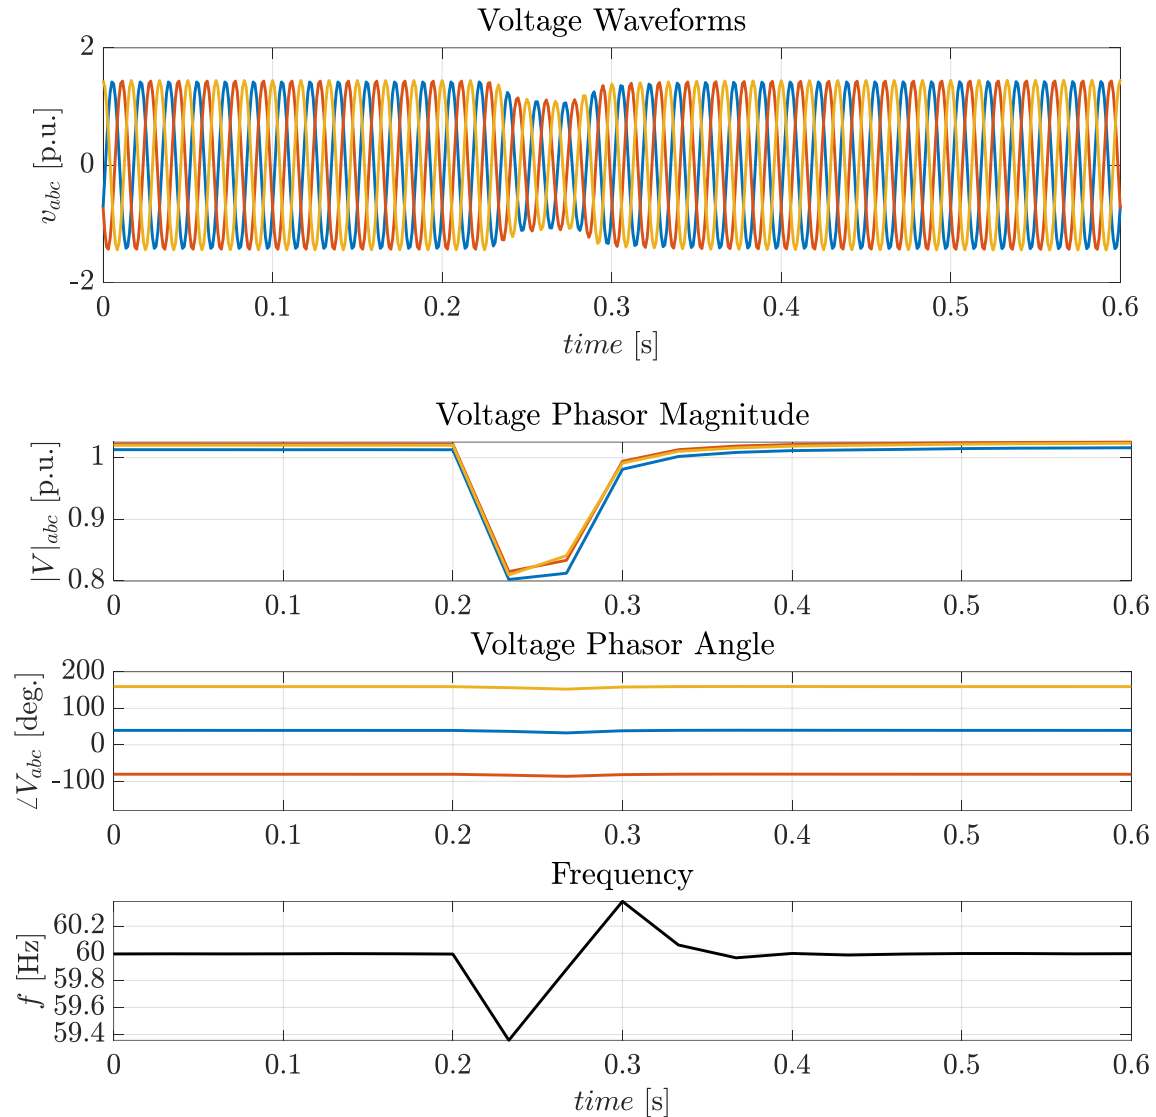 Voltage Waveforms
2
0
-2
v_abc [p.u.]
0 0.1 0.2 0.3 0.4 0.5 0.6
time [s]
Voltage Phasor Magnitude
1
0.9
0.8
|V|_abc [p.u.]
0 0.1 0.2 0.3 0.4 0.5 0.6
Voltage Phasor Angle
200
100
0
-100
∠V_abc [deg.]
0 0.1 0.2 0.3 0.4 0.5 0.6
Frequency
60.2
60
59.8
59.6
59.4
f [Hz]
0 0.1 0.2 0.3 0.4 0.5 0.6
time [s]